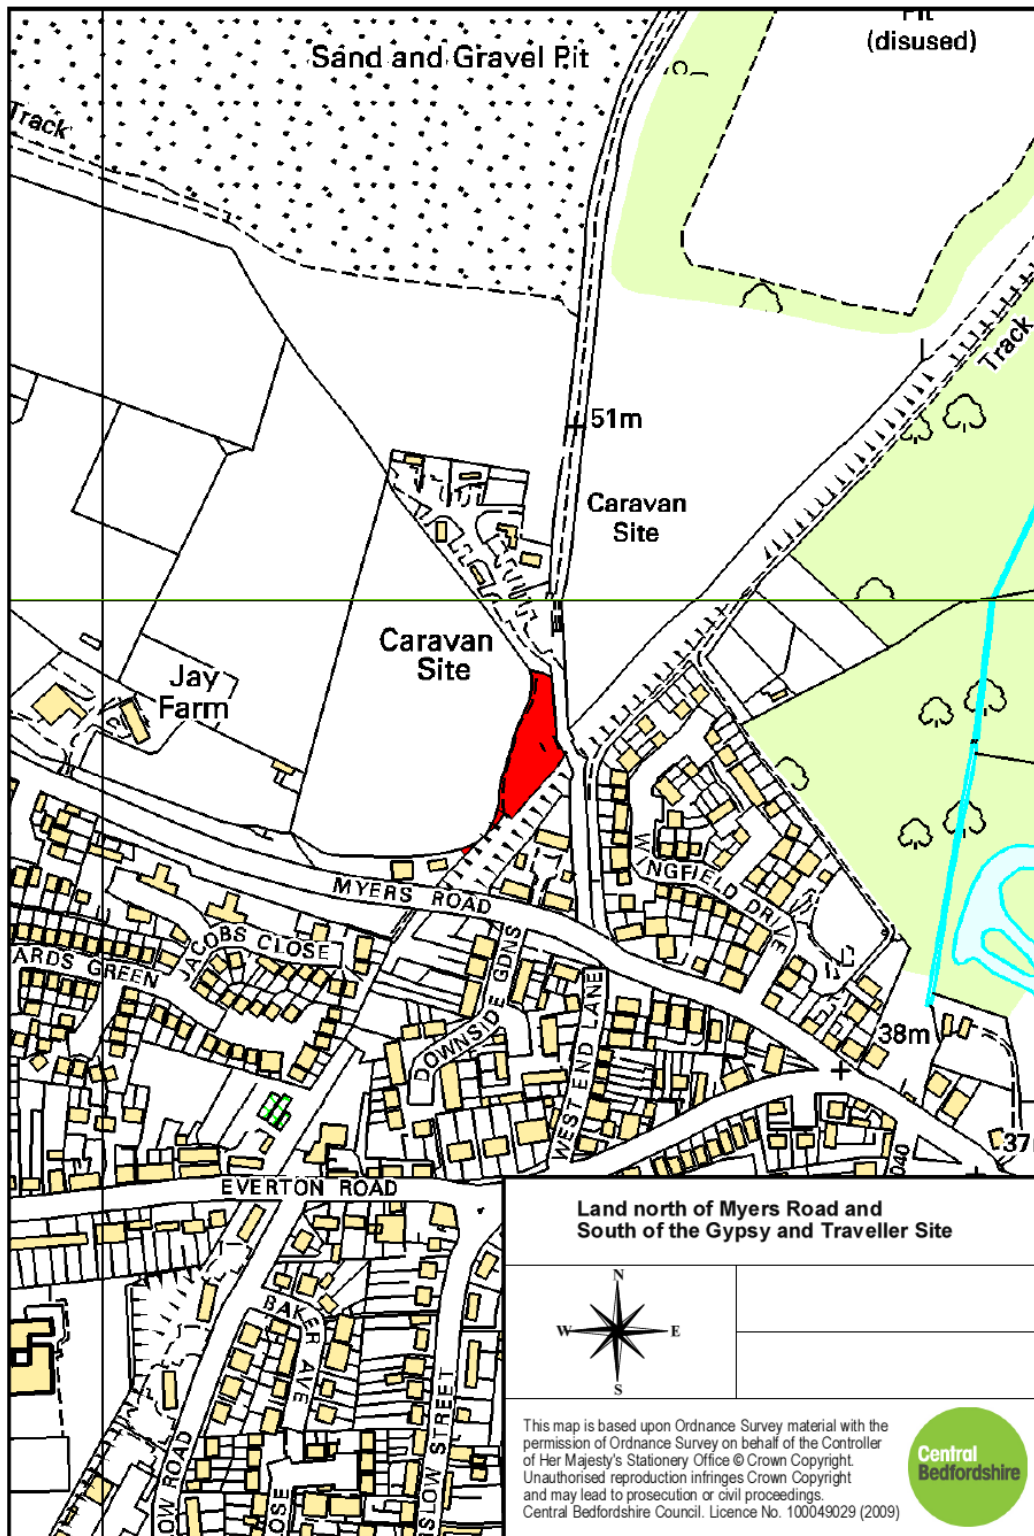 Sand and Gravel Pit
Pit
(disused)
Track
Track
51m
Caravan
Site
Caravan
Site
Jay
Farm
MYERS ROAD
WINGFIELD DRIVE
JACOBS CLOSE
ARDS GREEN
DOWNSIDE GDNS
WEST END LANE
38m
040
37
EVERTON ROAD
BAKER AVE
OW ROAD
OSE
SLOW STREET
Land north of Myers Road and
South of the Gypsy and Traveller Site
N
W E
S
This map is based upon Ordnance Survey material with the
permission of Ordnance Survey on behalf of the Controller
of Her Majesty's Stationery Office © Crown Copyright.
Unauthorised reproduction infringes Crown Copyright
and may lead to prosecution or civil proceedings.
Central Bedfordshire Council. Licence No. 100049029 (2009)
Central
Bedfordshire